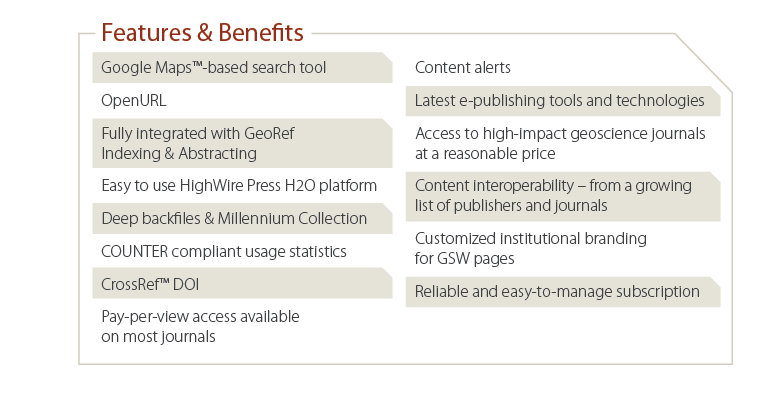 Features & Benefits
Google Maps™-based search tool
OpenURL
Fully integrated with GeoRef
Indexing & Abstracting
Easy to use HighWire Press H2O platform
Deep backfiles & Millennium Collection
COUNTER compliant usage statistics
CrossRef™ DOI
Pay-per-view access available
on most journals
Content alerts
Latest e-publishing tools and technologies
Access to high-impact geoscience journals
at a reasonable price
Content interoperability – from a growing
list of publishers and journals
Customized institutional branding
for GSW pages
Reliable and easy-to-manage subscription